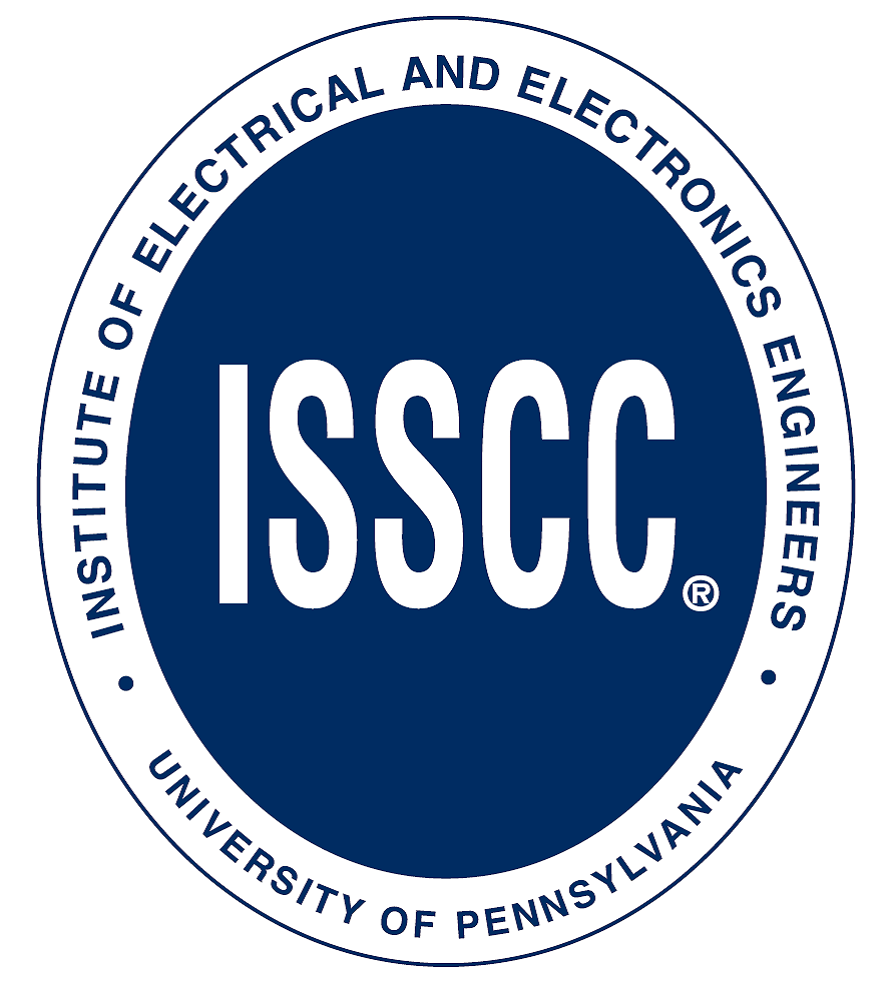 INSTITUTE OF ELECTRICAL AND ELECTRONICS ENGINEERS
ISSCC®
• UNIVERSITY OF PENNSYLVANIA •